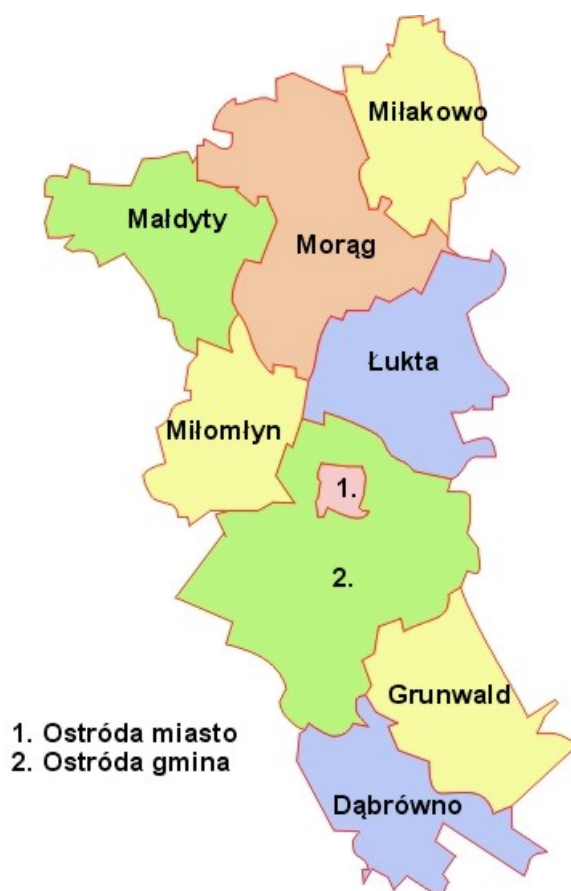 Miłakowo
Małdyty
Morąg
Łukta
Miłomłyn
1.
2.
Grunwald
1. Ostróda miasto
2. Ostróda gmina
Dąbrówno